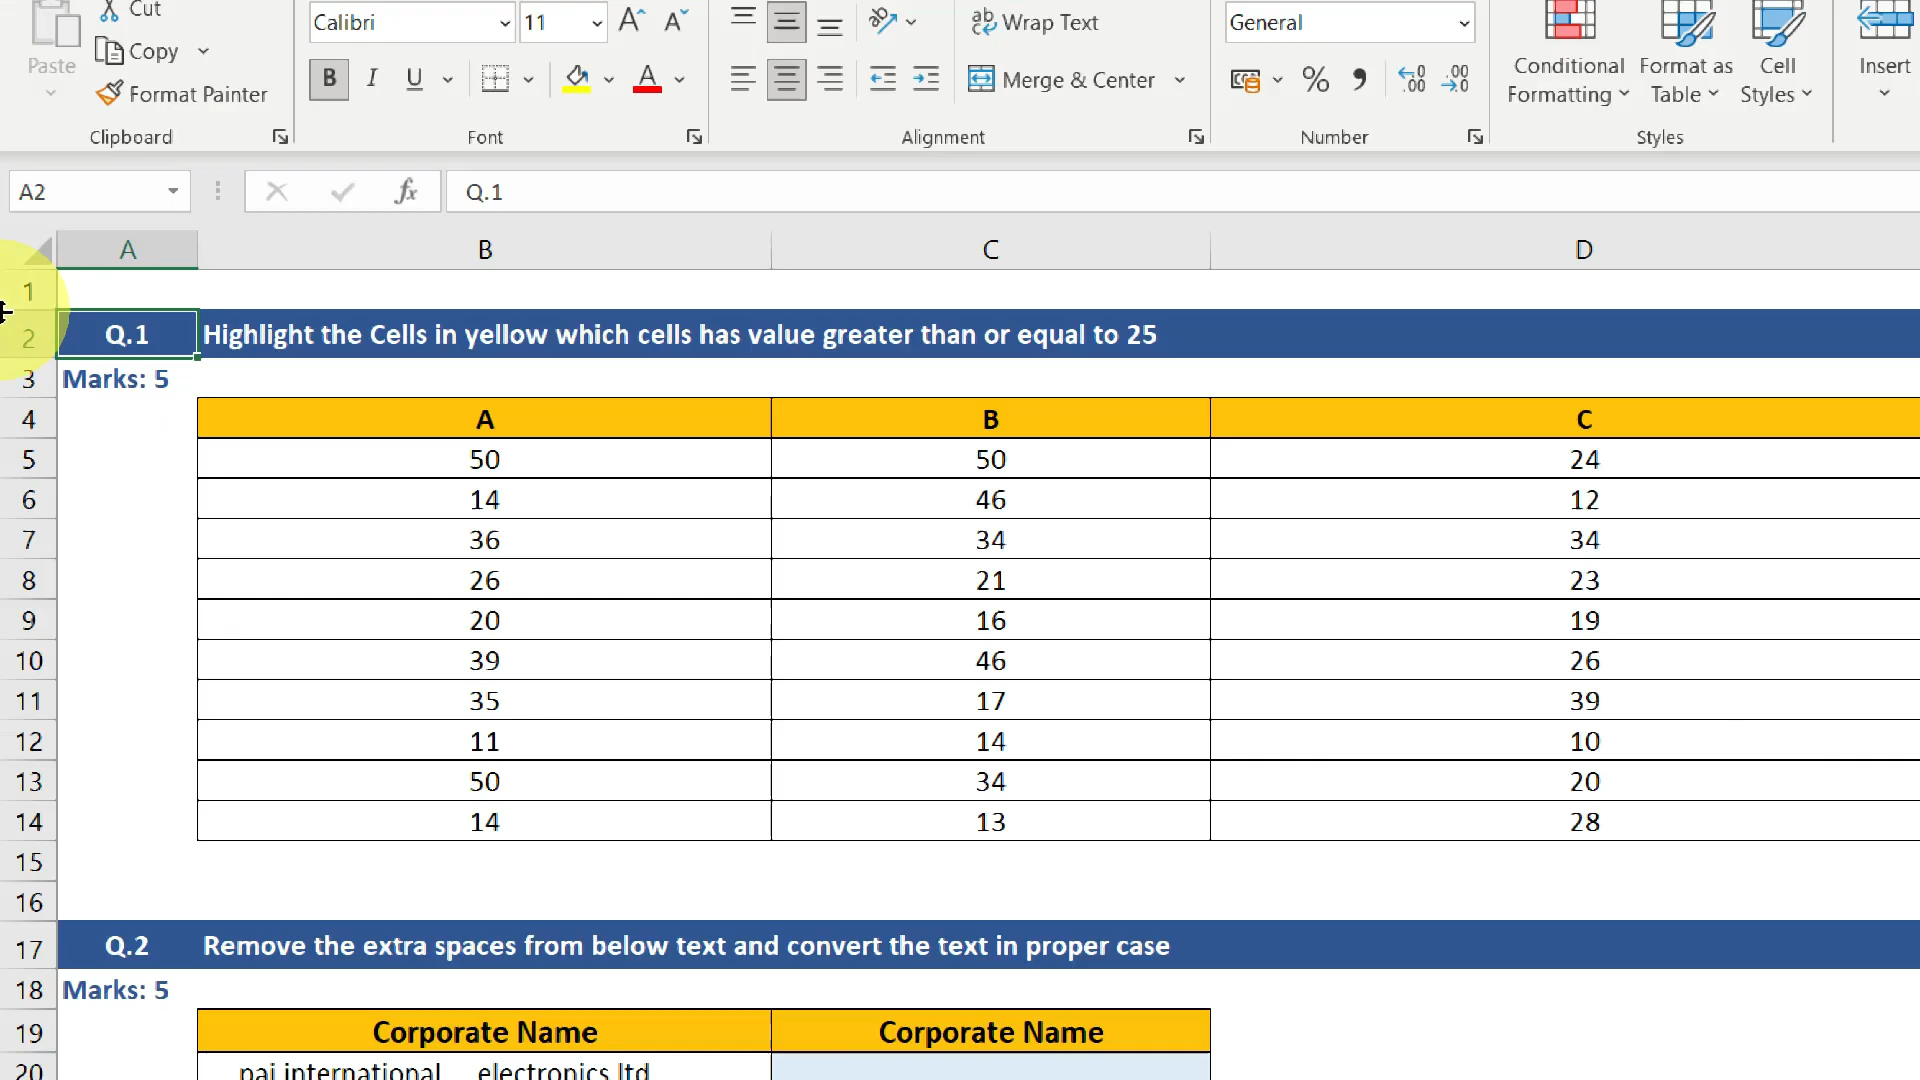 Cut
Copy
Format Painter
Paste
Clipboard
Calibri
11
B I U
Font
Wrap Text
Merge & Center
Alignment
General
%
Number
Conditional Formatting
Format as Table
Cell Styles
Styles
Insert
A2
fx
Q.1
A B C D
1
2 Q.1 Highlight the Cells in yellow which cells has value greater than or equal to 25
3 Marks: 5
4 A B C
5 50 50 24
6 14 46 12
7 36 34 34
8 26 21 23
9 20 16 19
10 39 46 26
11 35 17 39
12 11 14 10
13 50 34 20
14 14 13 28
15
16
17 Q.2 Remove the extra spaces from below text and convert the text in proper case
18 Marks: 5
19 Corporate Name Corporate Name
20 pai international electronics ltd